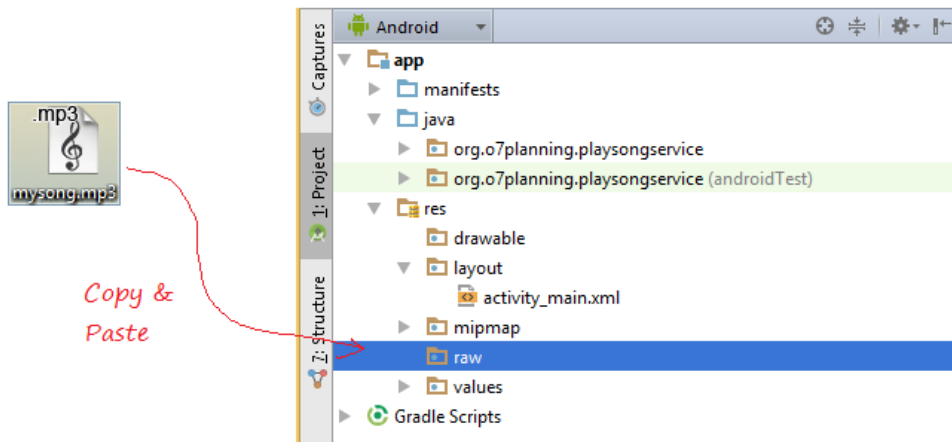 .mp3
mysong.mp3
Copy &
Paste
Captures
1: Project
7: Structure
Android
app
manifests
java
org.o7planning.playsongservice
org.o7planning.playsongservice (androidTest)
res
drawable
layout
activity_main.xml
mipmap
raw
values
Gradle Scripts